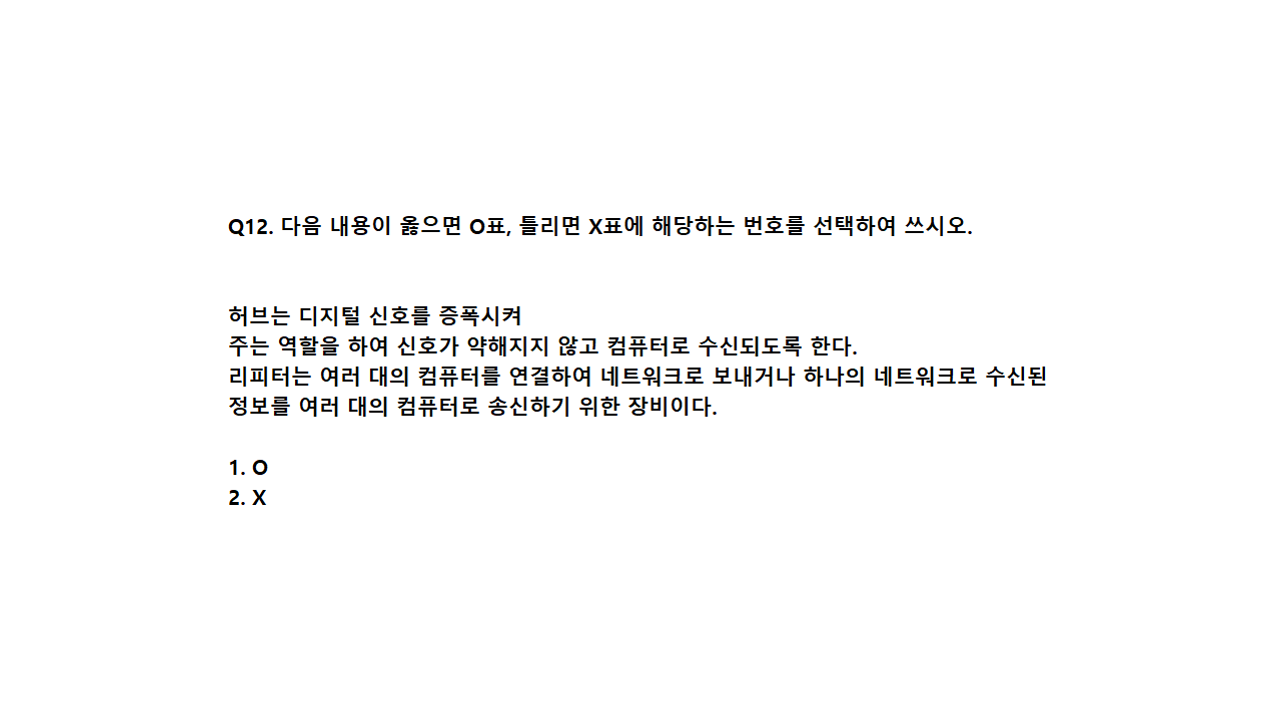 Q12. 다음 내용이 옳으면 O표, 틀리면 X표에 해당하는 번호를 선택하여 쓰시오.
허브는 디지털 신호를 증폭시켜
주는 역할을 하여 신호가 약해지지 않고 컴퓨터로 수신되도록 한다.
리피터는 여러 대의 컴퓨터를 연결하여 네트워크로 보내거나 하나의 네트워크로 수신된
정보를 여러 대의 컴퓨터로 송신하기 위한 장비이다.
1. O
2. X